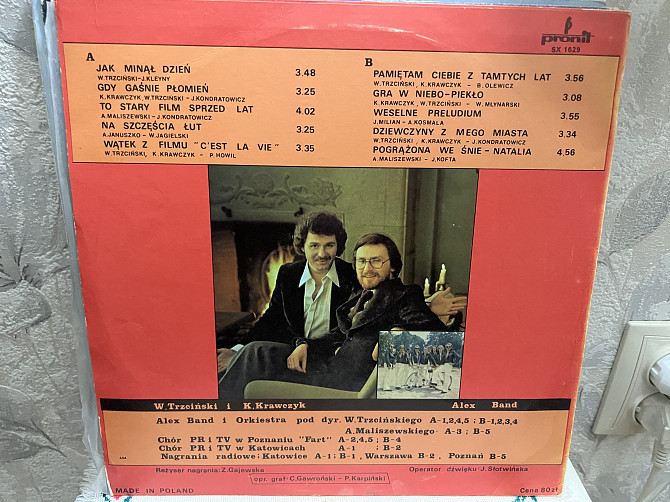 pronit
SX 1629
A
JAK MINĄŁ DZIEŃ 3.48
W.TRZCIŃSKI-J.KLEYNY
GDY GAŚNIE PŁOMIEŃ 3.25
K.KRAWCZYK,W.TRZCIŃSKI-J.KONDRATOWICZ
TO STARY FILM SPRZED LAT 4.02
A.MALISZEWSKI-J.KONDRATOWICZ
NA SZCZĘŚCIA ŁUT 3.25
A.JANUSZKO-W.JAGIELSKI
WĄTEK Z FILMU "C'EST LA VIE" 3.35
W.TRZCIŃSKI, K.KRAWCZYK - P.HOWIL
B
PAMIĘTAM CIEBIE Z TAMTYCH LAT 3.56
W.TRZCIŃSKI, K.KRAWCZYK - B.OLEWICZ
GRA W NIEBO-PIEKŁO 3.08
K.KRAWCZYK, W.TRZCIŃSKI - W.MŁYNARSKI
WESELNE PRELUDIUM 3.55
J.MILIAN-A.KOSMALA
DZIEWCZYNY Z MEGO MIASTA 3.34
W.TRZCIŃSKI, K.KRAWCZYK - J.KONDRATOWICZ
POGRĄŻONA WE ŚNIE-NATALIA 4.56
A.MALISZEWSKI-J.KOFTA
W.Trzciński i K.Krawczyk Alex Band
Alex Band i Orkiestra pod dyr. W.Trzcińskiego A-1,2,4,5; B-1,2,3,4
A.Maliszewskiego A-3; B-5
Chór PR i TV w Poznaniu "Fart" A-2,4,5; B-4
Chór PR i TV w Katowicach A-1 ; B-2
Nagrania radiowe: Katowice A-1; B-1, Warszawa B-2, Poznań B-5
Reżyser nagrania: Z.Gajewska Operator dźwięku-J.Słotwińska
opr. graf: C.Gawroński - P.Karpiński
MADE IN POLAND Cena 80zł